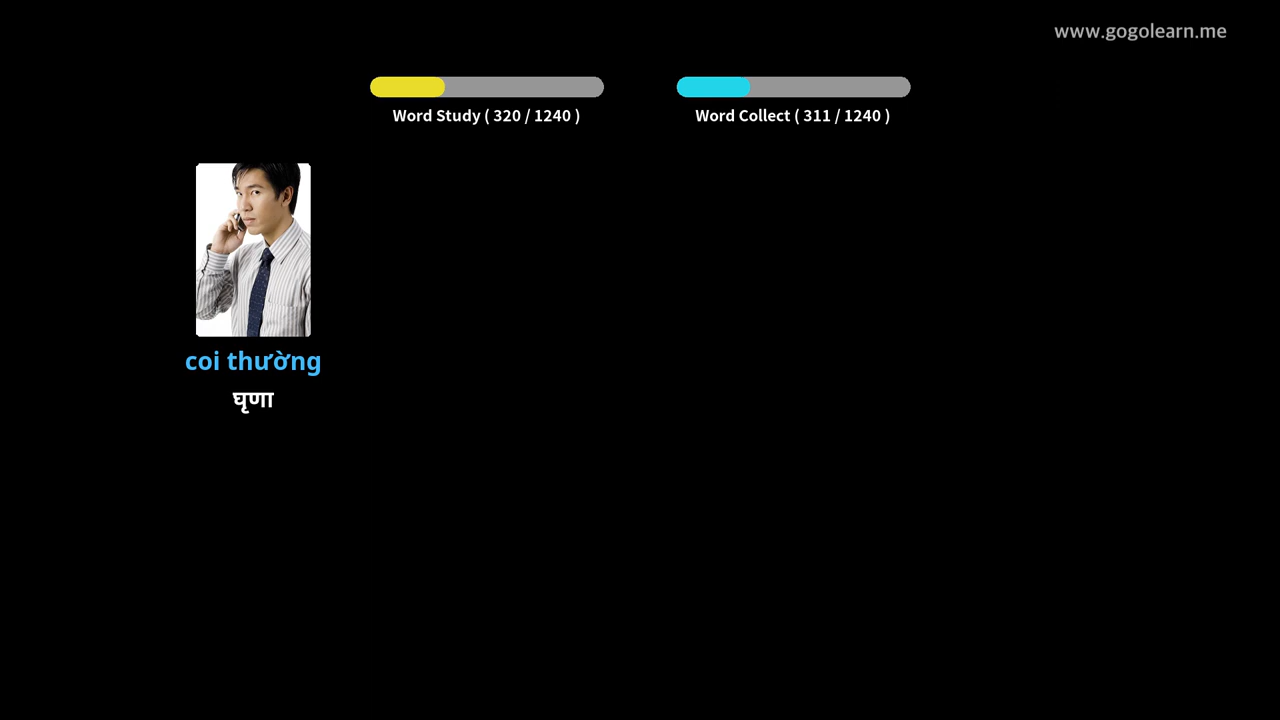 www.gogolearn.me
Word Study ( 320 / 1240 )
Word Collect ( 311 / 1240 )
coi thường
घृणा